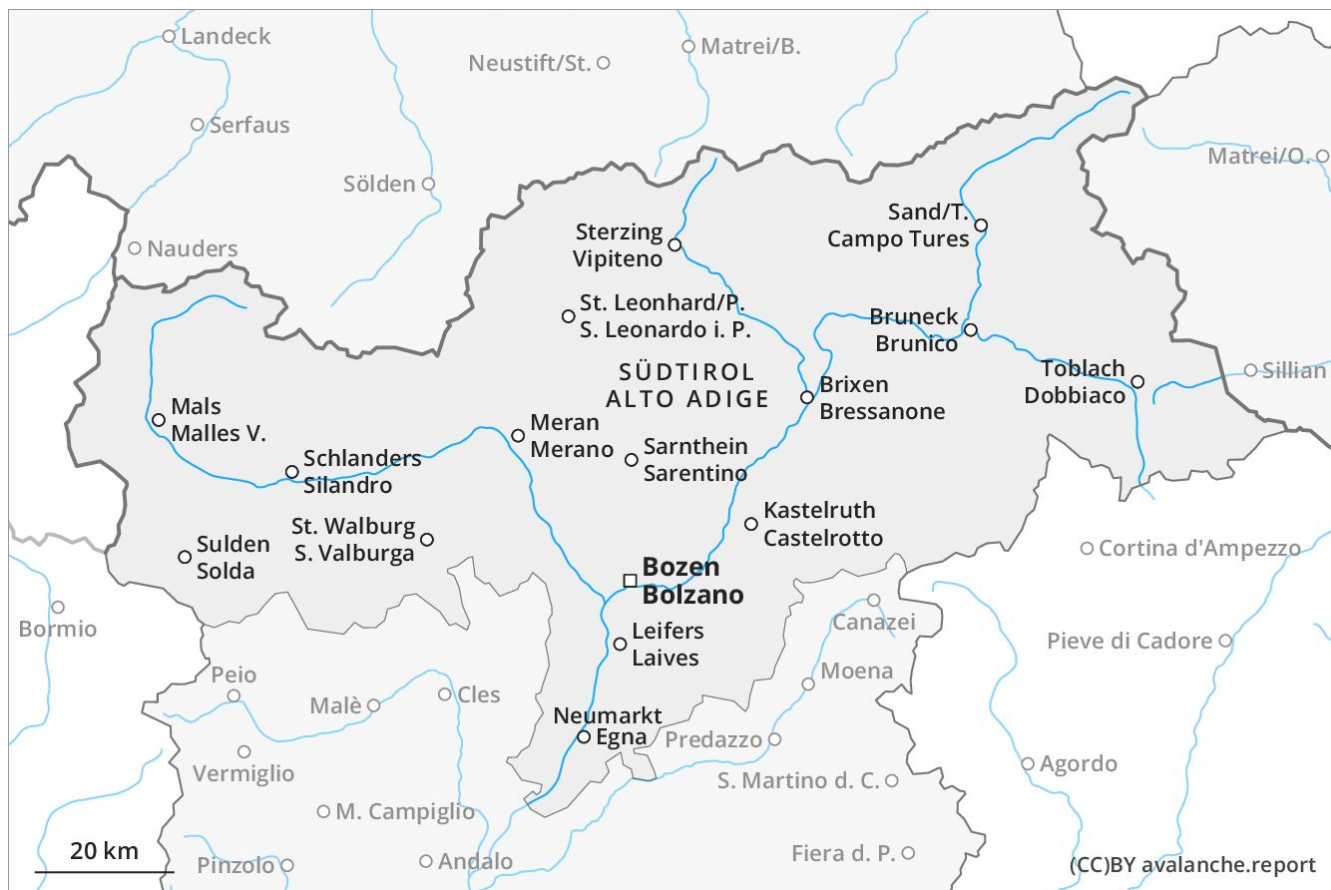 Landeck
Matrei/B.
Neustift/St.
Serfaus
Matrei/O.
Sölden
Sand/T.
Campo Tures
Sterzing
Vipiteno
Nauders
St. Leonhard/P.
S. Leonardo i. P.
Bruneck
Brunico
SÜDTIROL
ALTO ADIGE
Toblach
Dobbiaco
Sillian
Brixen
Bressanone
Mals
Malles V.
Meran
Merano
Sarnthein
Sarentino
Schlanders
Silandro
Kastelruth
Castelrotto
St. Walburg
S. Valburga
Sulden
Solda
Cortina d'Ampezzo
Bozen
Bolzano
Bormio
Canazei
Leifers
Laives
Pieve di Cadore
Peio
Moena
Malè
Cles
Neumarkt
Egna
Predazzo
Vermiglio
Agordo
S. Martino d. C.
M. Campiglio
20 km
Pinzolo
Andalo
Fiera d. P.
(CC)BY avalanche.report